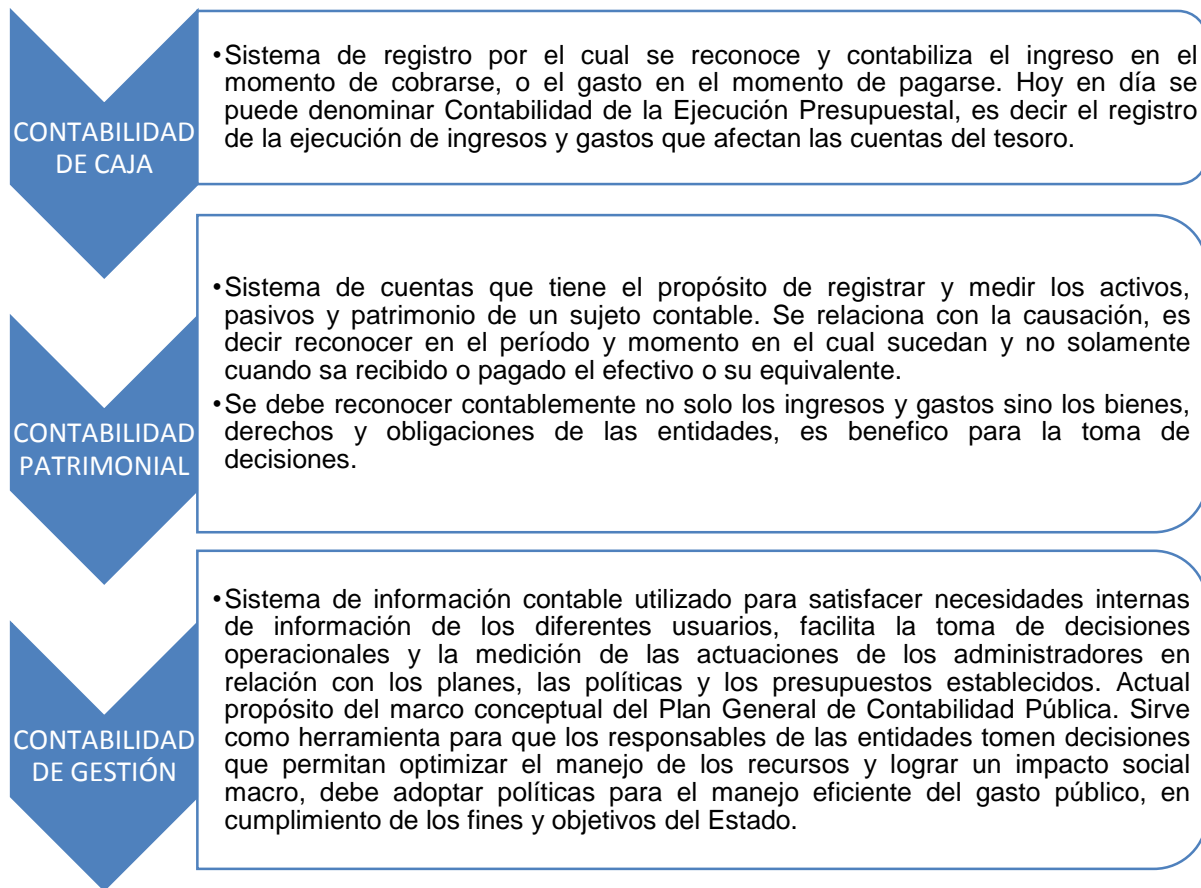 CONTABILIDAD
DE CAJA
•Sistema de registro por el cual se reconoce y contabiliza el ingreso en el
momento de cobrarse, o el gasto en el momento de pagarse. Hoy en día se
puede denominar Contabilidad de la Ejecución Presupuestal, es decir el registro
de la ejecución de ingresos y gastos que afectan las cuentas del tesoro.
CONTABILIDAD
PATRIMONIAL
•Sistema de cuentas que tiene el propósito de registrar y medir los activos,
pasivos y patrimonio de un sujeto contable. Se relaciona con la causación, es
decir reconocer en el período y momento en el cual sucedan y no solamente
cuando sa recibido o pagado el efectivo o su equivalente.
•Se debe reconocer contablemente no solo los ingresos y gastos sino los bienes,
derechos y obligaciones de las entidades, es benefico para la toma de
decisiones.
CONTABILIDAD
DE GESTIÓN
•Sistema de información contable utilizado para satisfacer necesidades internas
de información de los diferentes usuarios, facilita la toma de decisiones
operacionales y la medición de las actuaciones de los administradores en
relación con los planes, las políticas y los presupuestos establecidos. Actual
propósito del marco conceptual del Plan General de Contabilidad Pública. Sirve
como herramienta para que los responsables de las entidades tomen decisiones
que permitan optimizar el manejo de los recursos y lograr un impacto social
macro, debe adoptar políticas para el manejo eficiente del gasto público, en
cumplimiento de los fines y objetivos del Estado.